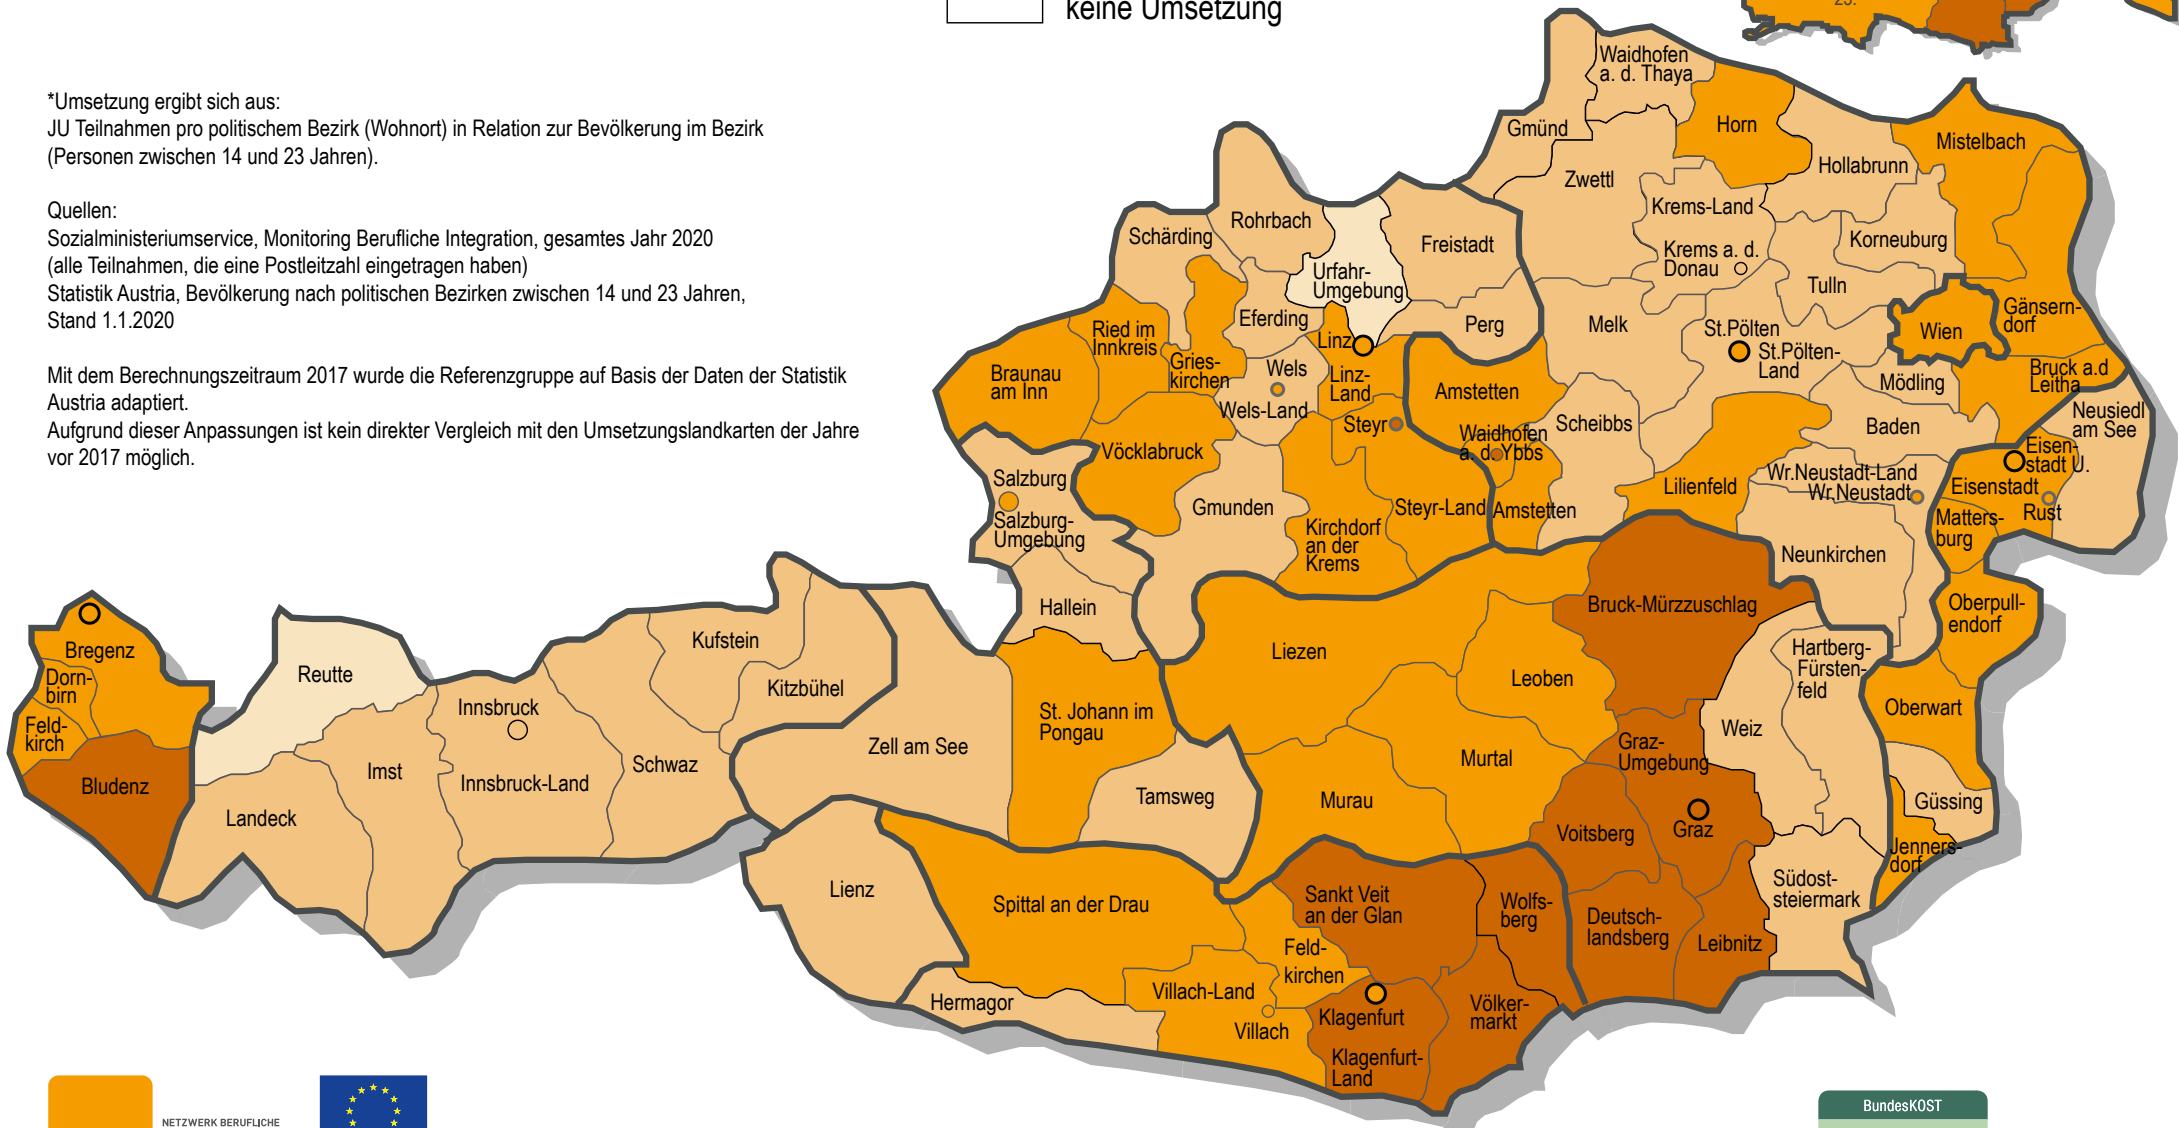 keine Umsetzung
23.
*Umsetzung ergibt sich aus:
JU Teilnahmen pro politischem Bezirk (Wohnort) in Relation zur Bevölkerung im Bezirk
(Personen zwischen 14 und 23 Jahren).
Quellen:
Sozialministeriumservice, Monitoring Berufliche Integration, gesamtes Jahr 2020
(alle Teilnahmen, die eine Postleitzahl eingetragen haben)
Statistik Austria, Bevölkerung nach politischen Bezirken zwischen 14 und 23 Jahren,
Stand 1.1.2020
Mit dem Berechnungszeitraum 2017 wurde die Referenzgruppe auf Basis der Daten der Statistik
Austria adaptiert.
Aufgrund dieser Anpassungen ist kein direkter Vergleich mit den Umsetzungslandkarten der Jahre
vor 2017 möglich.
Waidhofen
a. d. Thaya
Gmünd
Horn
Mistelbach
Zwettl
Hollabrunn
Krems-Land
Korneuburg
Krems a. d.
Donau
Tulln
Rohrbach
Schärding
Freistadt
Urfahr-
Umgebung
Eferding
Perg
Melk
St.Pölten
St.Pölten-
Land
Wien
Gänsern-
dorf
Ried im
Innkreis
Gries-
kirchen
Linz
Linz-
Land
Wels
Wels-Land
Braunau
am Inn
Amstetten
Mödling
Bruck a.d
Leitha
Neusiedl
am See
Steyr
Waidhofen
a. d. Ybbs
Scheibbs
Baden
Vöcklabruck
Eisen-
stadt U.
Salzburg
Salzburg-
Umgebung
Gmunden
Kirchdorf
an der
Krems
Steyr-Land
Amstetten
Lilienfeld
Wr.Neustadt-Land
Wr.Neustadt
Eisenstadt
Rust
Matters-
burg
Neunkirchen
Hallein
Bruck-Mürzzuschlag
Oberpull-
endorf
Bregenz
Dorn-
birn
Feld-
kirch
Bludenz
Reutte
Kufstein
Kitzbühel
Innsbruck
Innsbruck-Land
Imst
Landeck
Schwaz
Zell am See
St. Johann im
Pongau
Tamsweg
Liezen
Leoben
Murtal
Murau
Hartberg-
Fürsten-
feld
Weiz
Oberwart
Graz-
Umgebung
Graz
Voitsberg
Güssing
Jenners-
dorf
Südost-
steiermark
Lienz
Spittal an der Drau
Sankt Veit
an der Glan
Wolfs-
berg
Deutsch-
landsberg
Leibnitz
Feld-
kirchen
Hermagor
Villach-Land
Villach
Klagenfurt
Klagenfurt-
Land
Völker-
markt
NETZWERK BERUFLICHE
BundesKOST